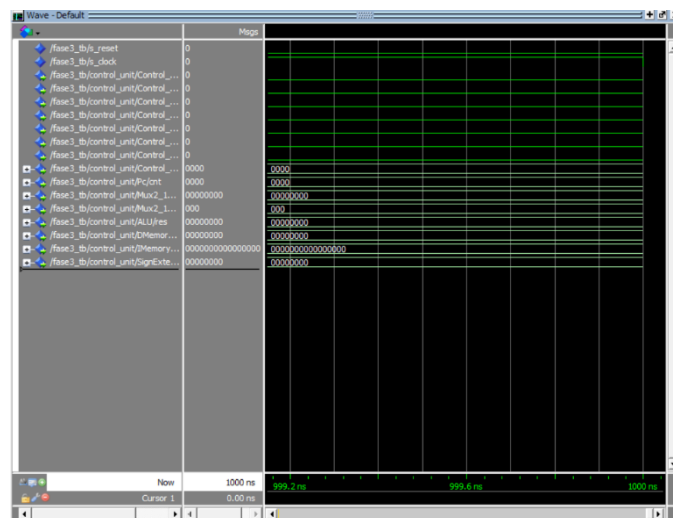 Wave - Default
Msgs
/fase3_tb/s_reset 0
/fase3_tb/s_clock 0
/fase3_tb/control_unit/Control_... 0
/fase3_tb/control_unit/Control_... 0
/fase3_tb/control_unit/Control_... 0
/fase3_tb/control_unit/Control_... 0
/fase3_tb/control_unit/Control_... 0
/fase3_tb/control_unit/Control_... 0
/fase3_tb/control_unit/Control_... 0
/fase3_tb/control_unit/Control_... 0000 0000
/fase3_tb/control_unit/Pc/cnt 0000 0000
/fase3_tb/control_unit/Mux2_1... 00000000 00000000
/fase3_tb/control_unit/Mux2_1... 000 000
/fase3_tb/control_unit/ALU/res 00000000 00000000
/fase3_tb/control_unit/DMemor... 00000000 00000000
/fase3_tb/control_unit/IMemory... 0000000000000000 0000000000000000
/fase3_tb/control_unit/SignExte... 00000000 00000000
Now 1000 ns 999.2 ns 999.6 ns 1000 ns
Cursor 1 0.00 ns